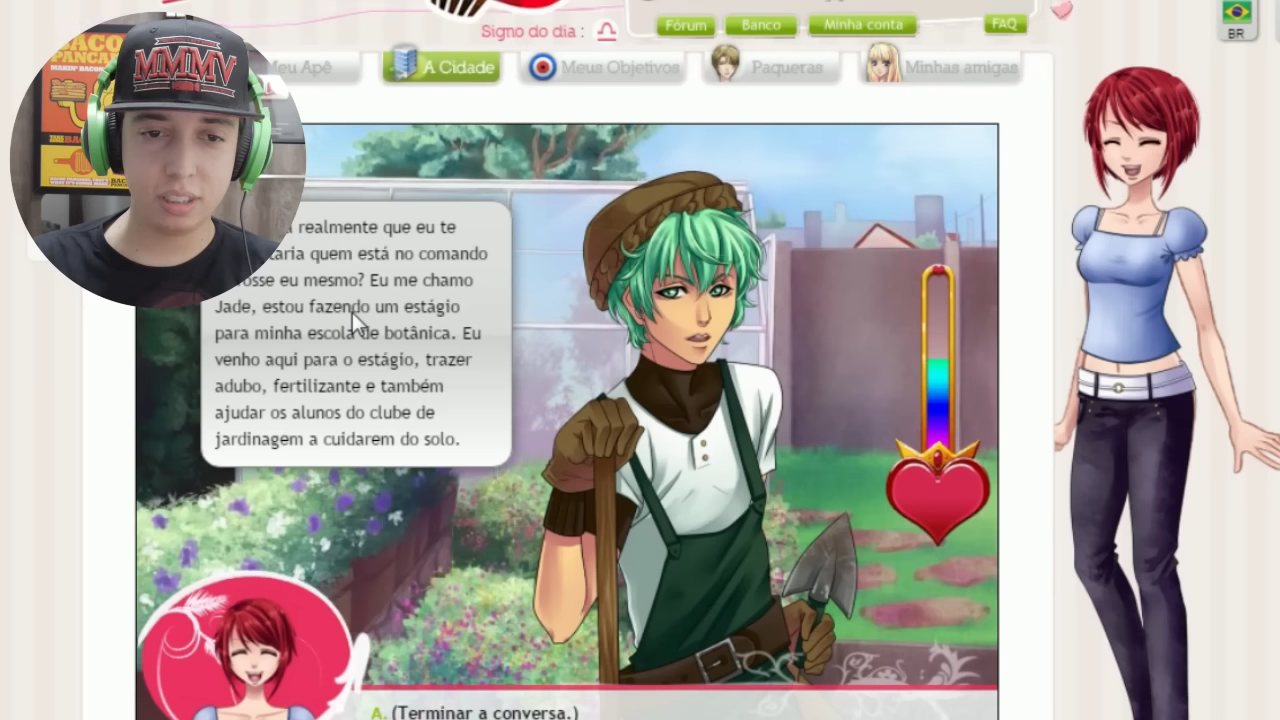 Signo do dia :
Fórum
Banco
Minha conta
FAQ
BR
Meu Apê
A Cidade
Meus Objetivos
Paqueras
Minhas amigas
MMMV
BACO
PANCA
realmente que eu te
quem está no comando
eu mesmo? Eu me chamo
Jade, estou fazendo um estágio
para minha escola de botânica. Eu
venho aqui para o estágio, trazer
adubo, fertilizante e também
ajudar os alunos do clube de
jardinagem a cuidarem do solo.
A. (Terminar a conversa.)